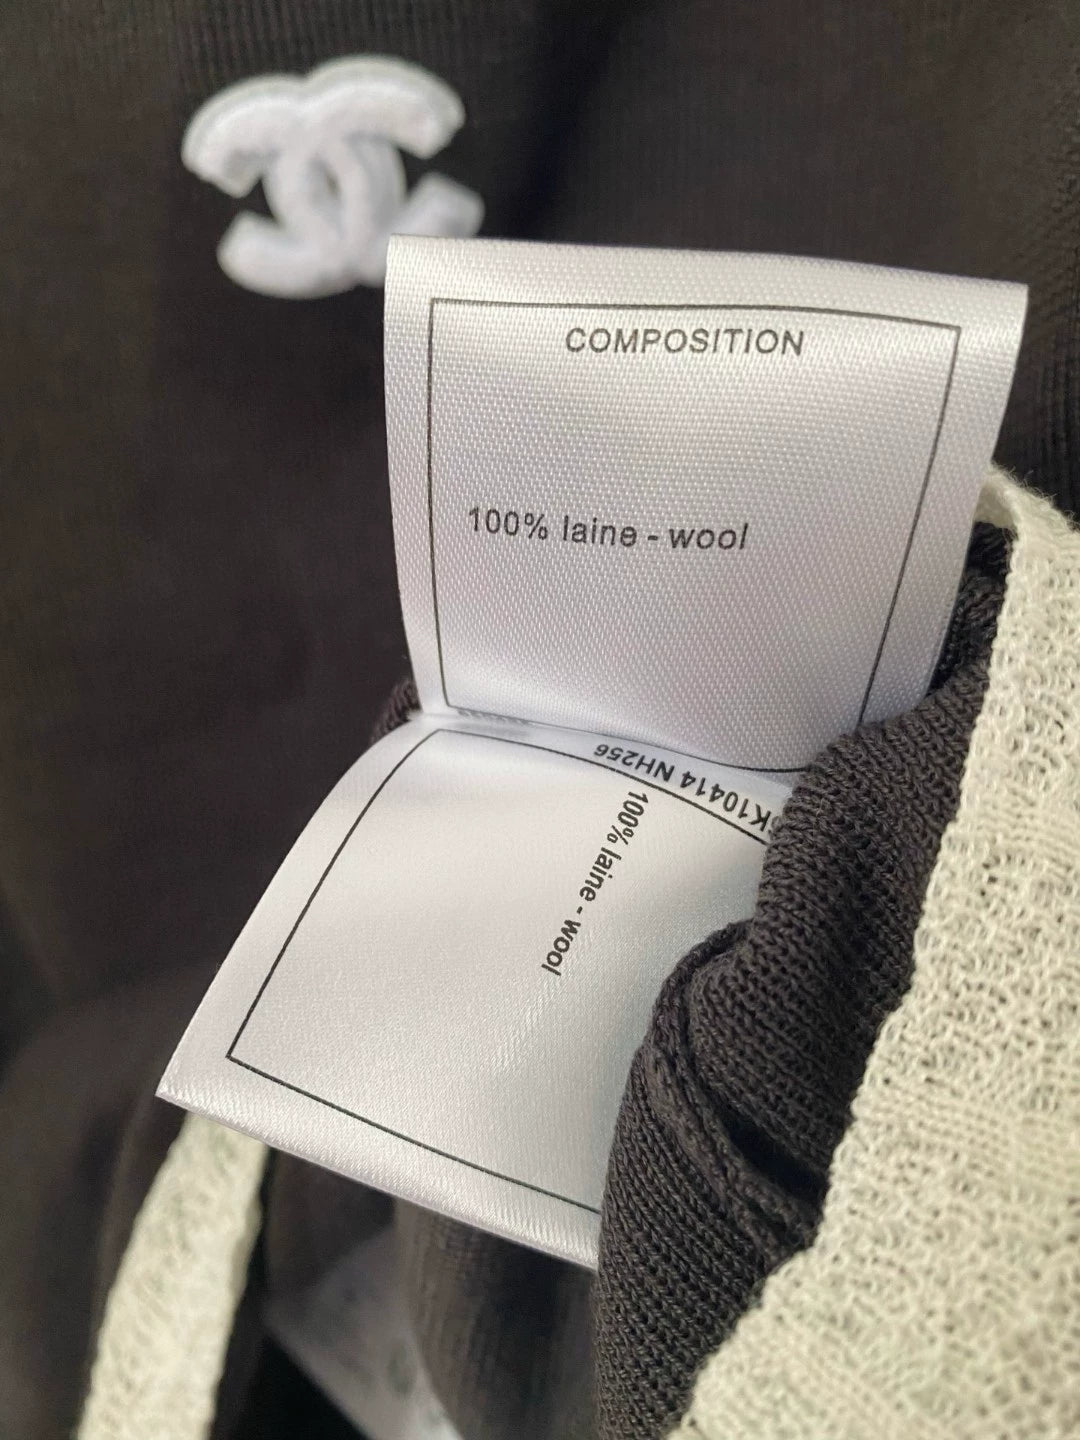 COMPOSITION
100% laine - wool
K10414 NH256
100% laine - wool